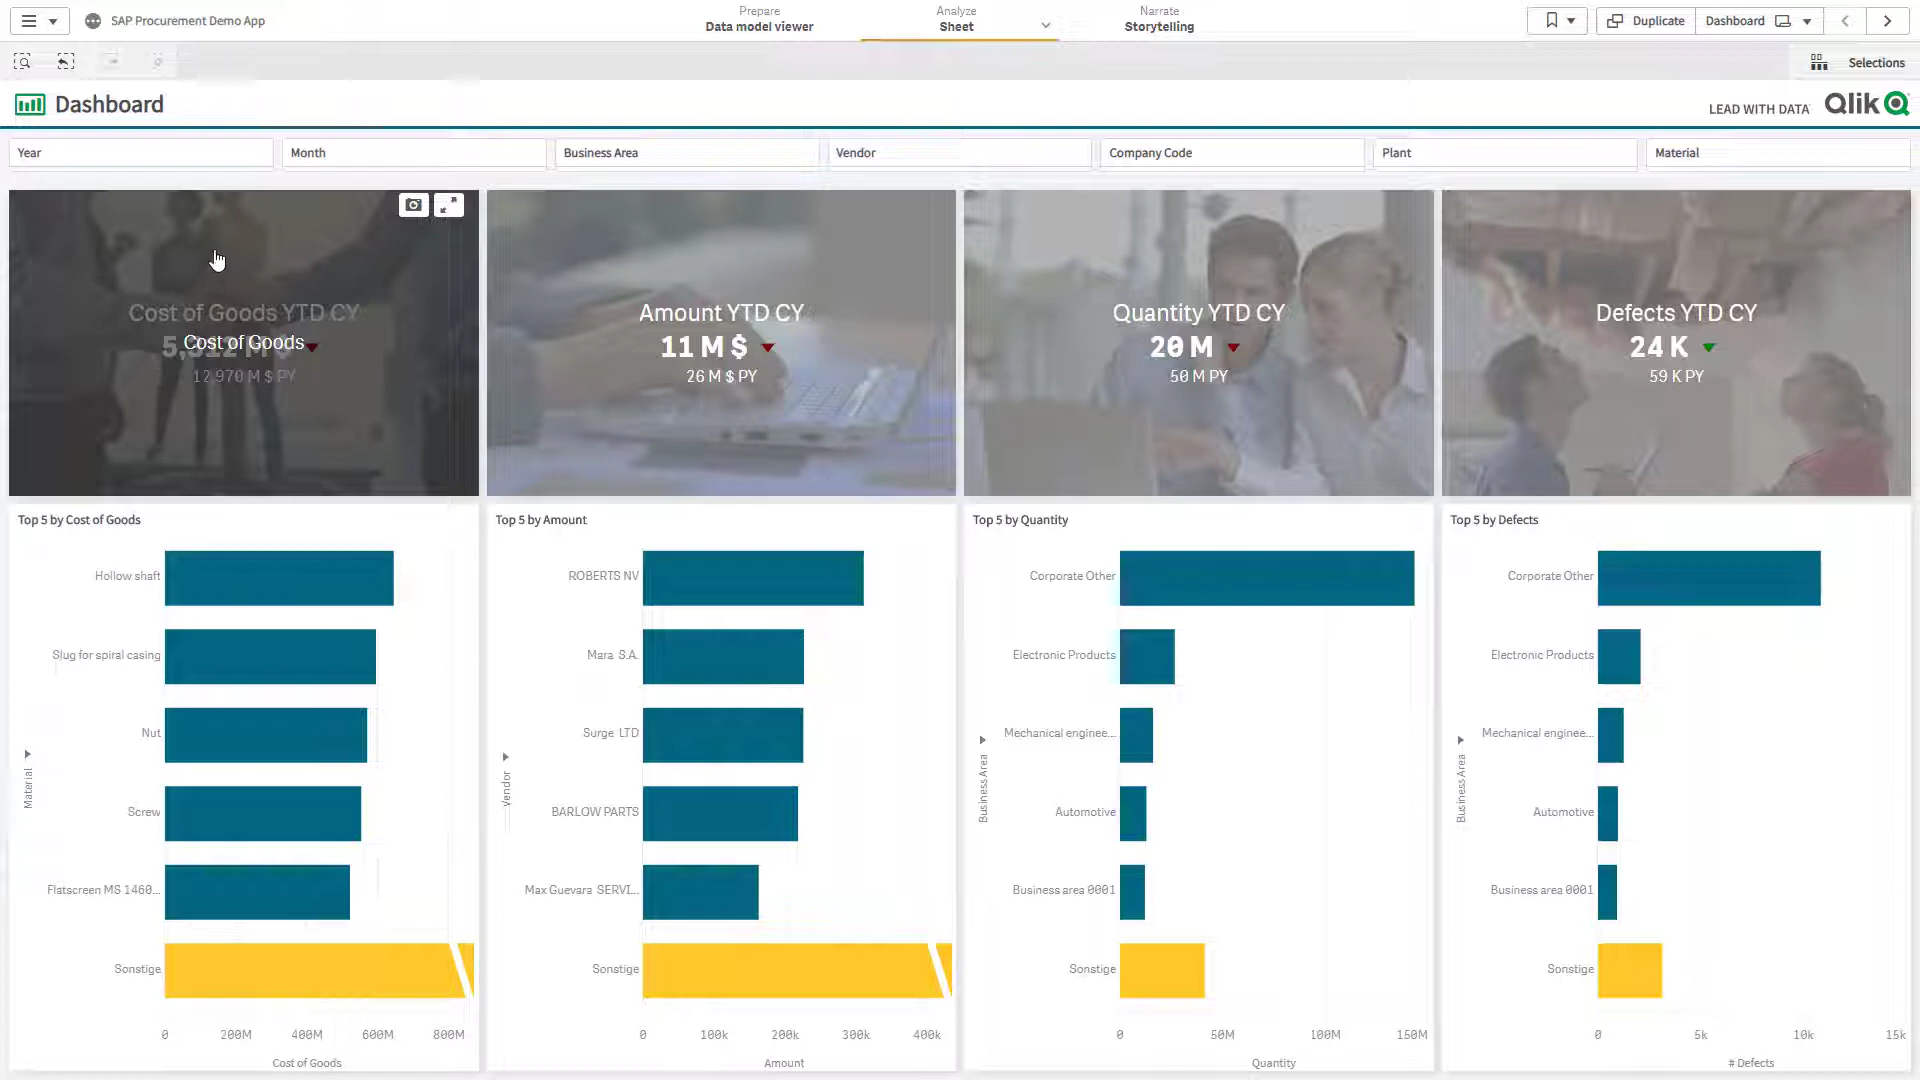 SAP Procurement Demo App
Prepare
Data model viewer
Analyze
Sheet
Narrate
Storytelling
Duplicate
Dashboard
Selections
Dashboard
LEAD WITH DATA
Qlik
Year
Month
Business Area
Vendor
Company Code
Plant
Material
Cost of Goods YTD CY
Cost of Goods
12,970 M $ PY
Amount YTD CY
11 M $
26 M $ PY
Quantity YTD CY
20 M
50 M PY
Defects YTD CY
24 K
59 K PY
Top 5 by Cost of Goods
Hollow shaft
Slug for spiral casing
Nut
Screw
Flatscreen MS 1460...
Sonstige
Material
0 200M 400M 600M 800M
Cost of Goods
Top 5 by Amount
ROBERTS NV
Mara S.A.
Surge LTD
BARLOW PARTS
Max Guevara SERVI...
Sonstige
Vendor
0 100k 200k 300k 400k
Amount
Top 5 by Quantity
Corporate Other
Electronic Products
Mechanical enginee...
Automotive
Business area 0001
Sonstige
Business Area
0 50M 100M 150M
Quantity
Top 5 by Defects
Corporate Other
Electronic Products
Mechanical enginee...
Automotive
Business area 0001
Sonstige
Business Area
0 5k 10k 15k
# Defects